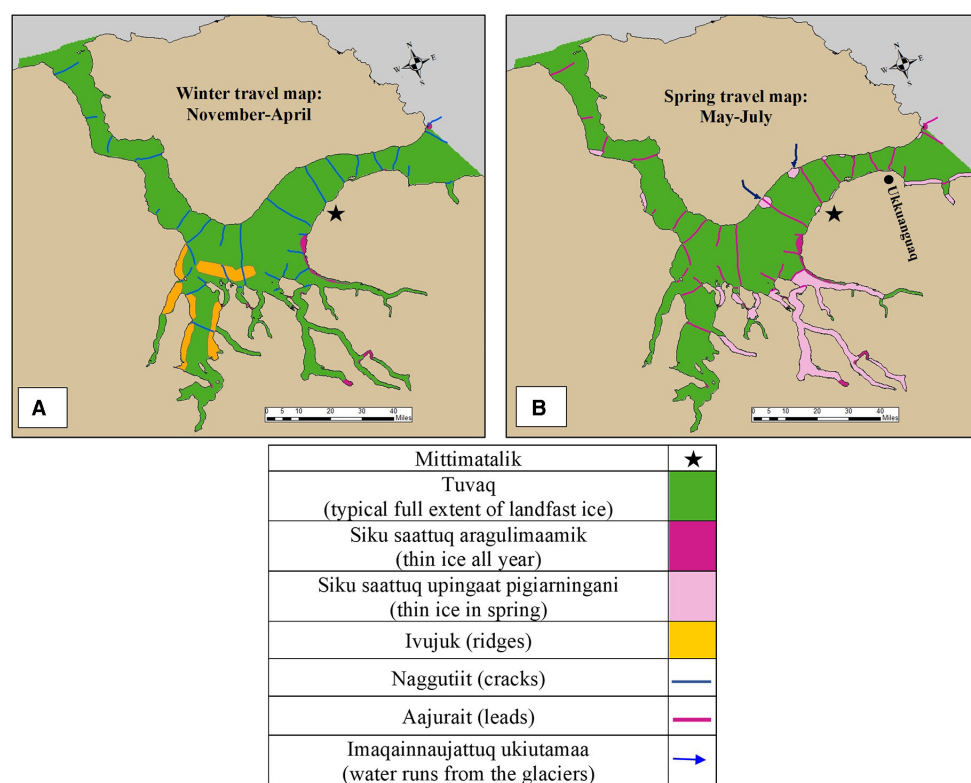 Winter travel map:
November-April
N
W
E
S
A
0 5 10 20 30 40
Miles
Spring travel map:
May-July
N
W
E
S
Ukkuanguaq
B
0 5 10 20 30 40
Miles
Mittimatalik
Tuvaq
(typical full extent of landfast ice)
Siku saattuq aragulimaamik
(thin ice all year)
Siku saattuq upingaat pigiarningani
(thin ice in spring)
Ivujuk (ridges)
Naggutiit (cracks)
Aajurait (leads)
Imaqainnaujattuq ukiutamaa
(water runs from the glaciers)